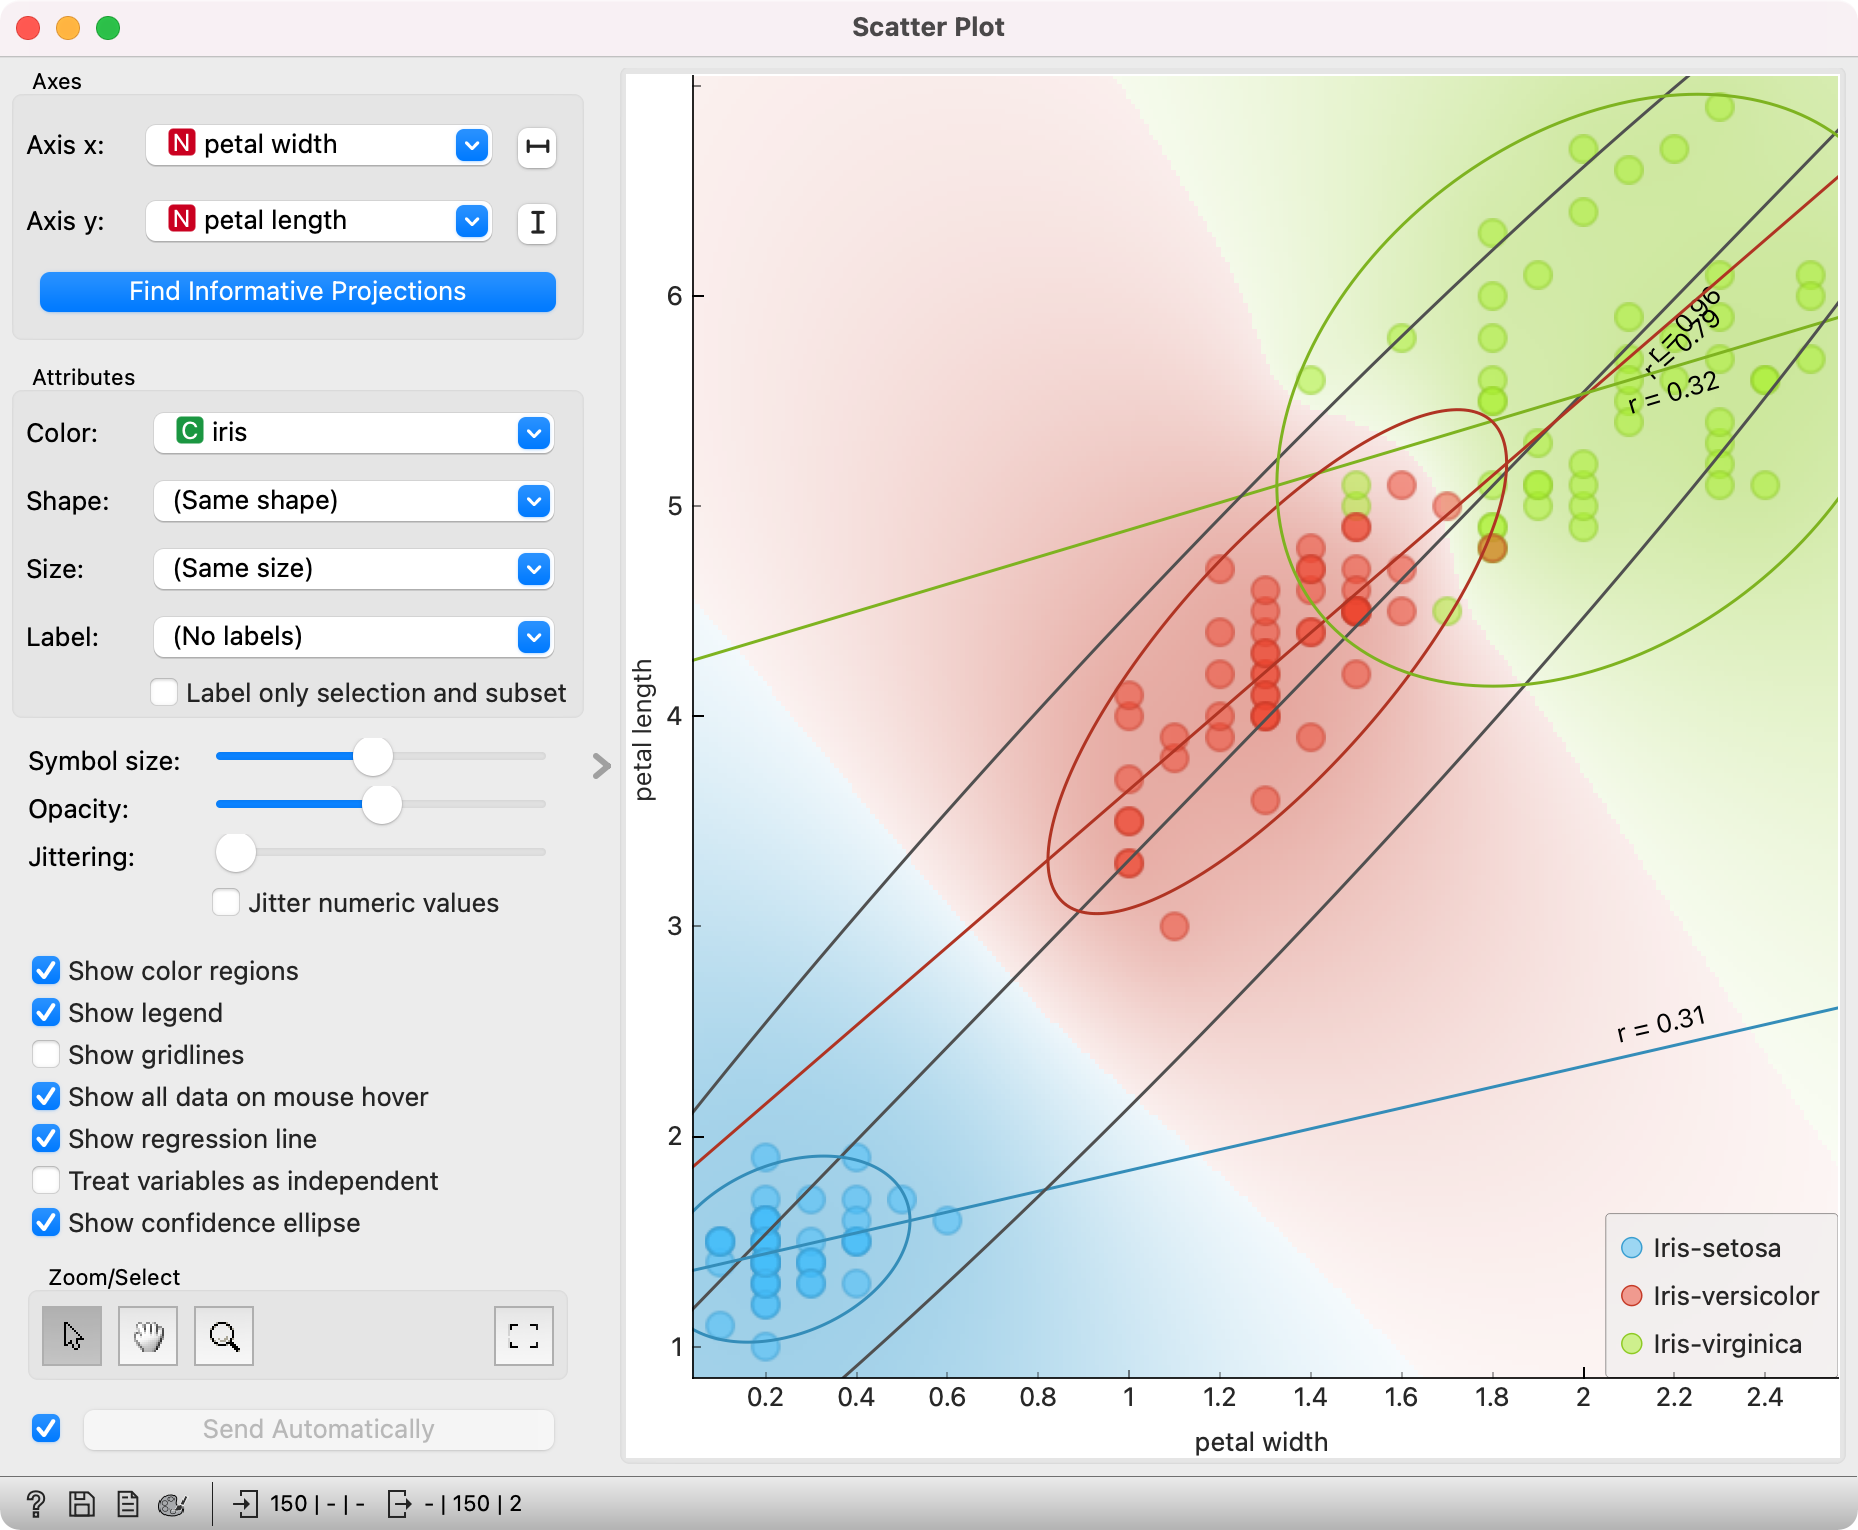 Scatter Plot
Axes
Axis x:
N petal width
Axis y:
N petal length
Find Informative Projections
Attributes
Color:
C iris
Shape:
(Same shape)
Size:
(Same size)
Label:
(No labels)
Label only selection and subset
Symbol size:
Opacity:
Jittering:
Jitter numeric values
Show color regions
Show legend
Show gridlines
Show all data on mouse hover
Show regression line
Treat variables as independent
Show confidence ellipse
Zoom/Select
Send Automatically
? 150 | - | - - | 150 | 2
petal length
6
5
4
3
2
1
r = 0.96
r = 0.79
r = 0.32
r = 0.31
Iris-setosa
Iris-versicolor
Iris-virginica
0.2 0.4 0.6 0.8 1 1.2 1.4 1.6 1.8 2 2.2 2.4
petal width